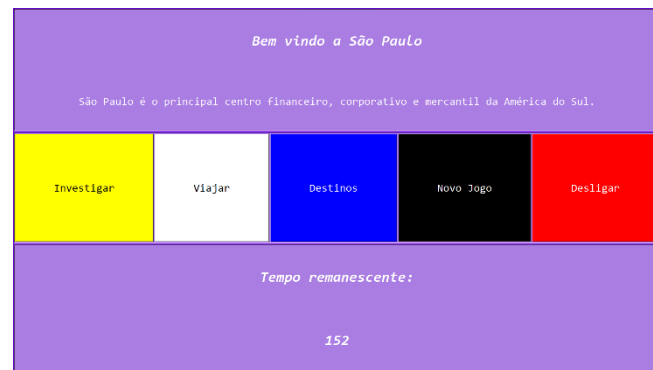 Bem vindo a São Paulo
São Paulo é o principal centro financeiro, corporativo e mercantil da América do Sul.
Investigar Viajar Destinos Novo Jogo Desligar
Tempo remanescente:
152